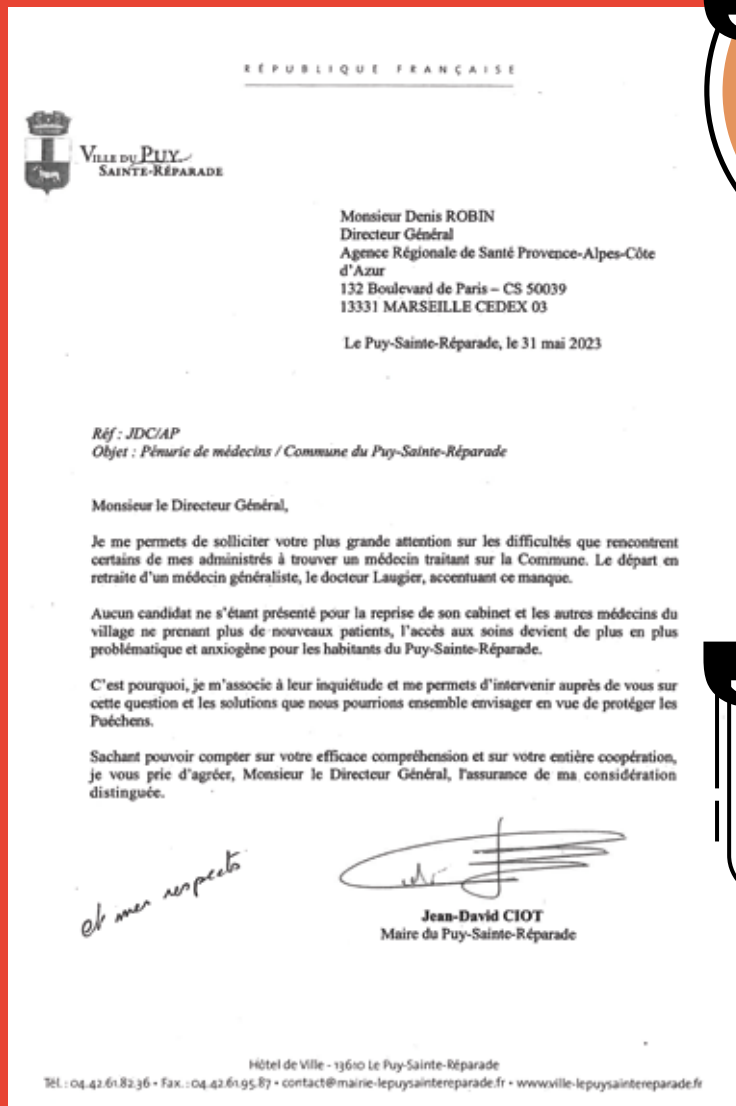 RÉPUBLIQUE FRANÇAISE
VILLE DU PUY
SAINTE-RÉPARADE
Monsieur Denis ROBIN
Directeur Général
Agence Régionale de Santé Provence-Alpes-Côte
d'Azur
132 Boulevard de Paris – CS 50039
13331 MARSEILLE CEDEX 03
Le Puy-Sainte-Réparade, le 31 mai 2023
Réf : JDC/AP
Objet : Pénurie de médecins / Commune du Puy-Sainte-Réparade
Monsieur le Directeur Général,
Je me permets de solliciter votre plus grande attention sur les difficultés que rencontrent
certains de mes administrés à trouver un médecin traitant sur la Commune. Le départ en
retraite d'un médecin généraliste, le docteur Laugier, accentuant ce manque.
Aucun candidat ne s'étant présenté pour la reprise de son cabinet et les autres médecins du
village ne prenant plus de nouveaux patients, l'accès aux soins devient de plus en plus
problématique et anxiogène pour les habitants du Puy-Sainte-Réparade.
C'est pourquoi, je m'associe à leur inquiétude et me permets d'intervenir auprès de vous sur
cette question et les solutions que nous pourrions ensemble envisager en vue de protéger les
Puéchens.
Sachant pouvoir compter sur votre efficace compréhension et sur votre entière coopération,
je vous prie d'agréer, Monsieur le Directeur Général, l'assurance de ma considération
distinguée.
et mes respects
Jean-David CIOT
Maire du Puy-Sainte-Réparade
Hôtel de Ville - 13610 Le Puy-Sainte-Réparade
Tél. : 04.42.61.82.36 • Fax. : 04.42.61.95.87 • contact@mairie-lepuysaintereparade.fr • www.ville-lepuysaintereparade.fr